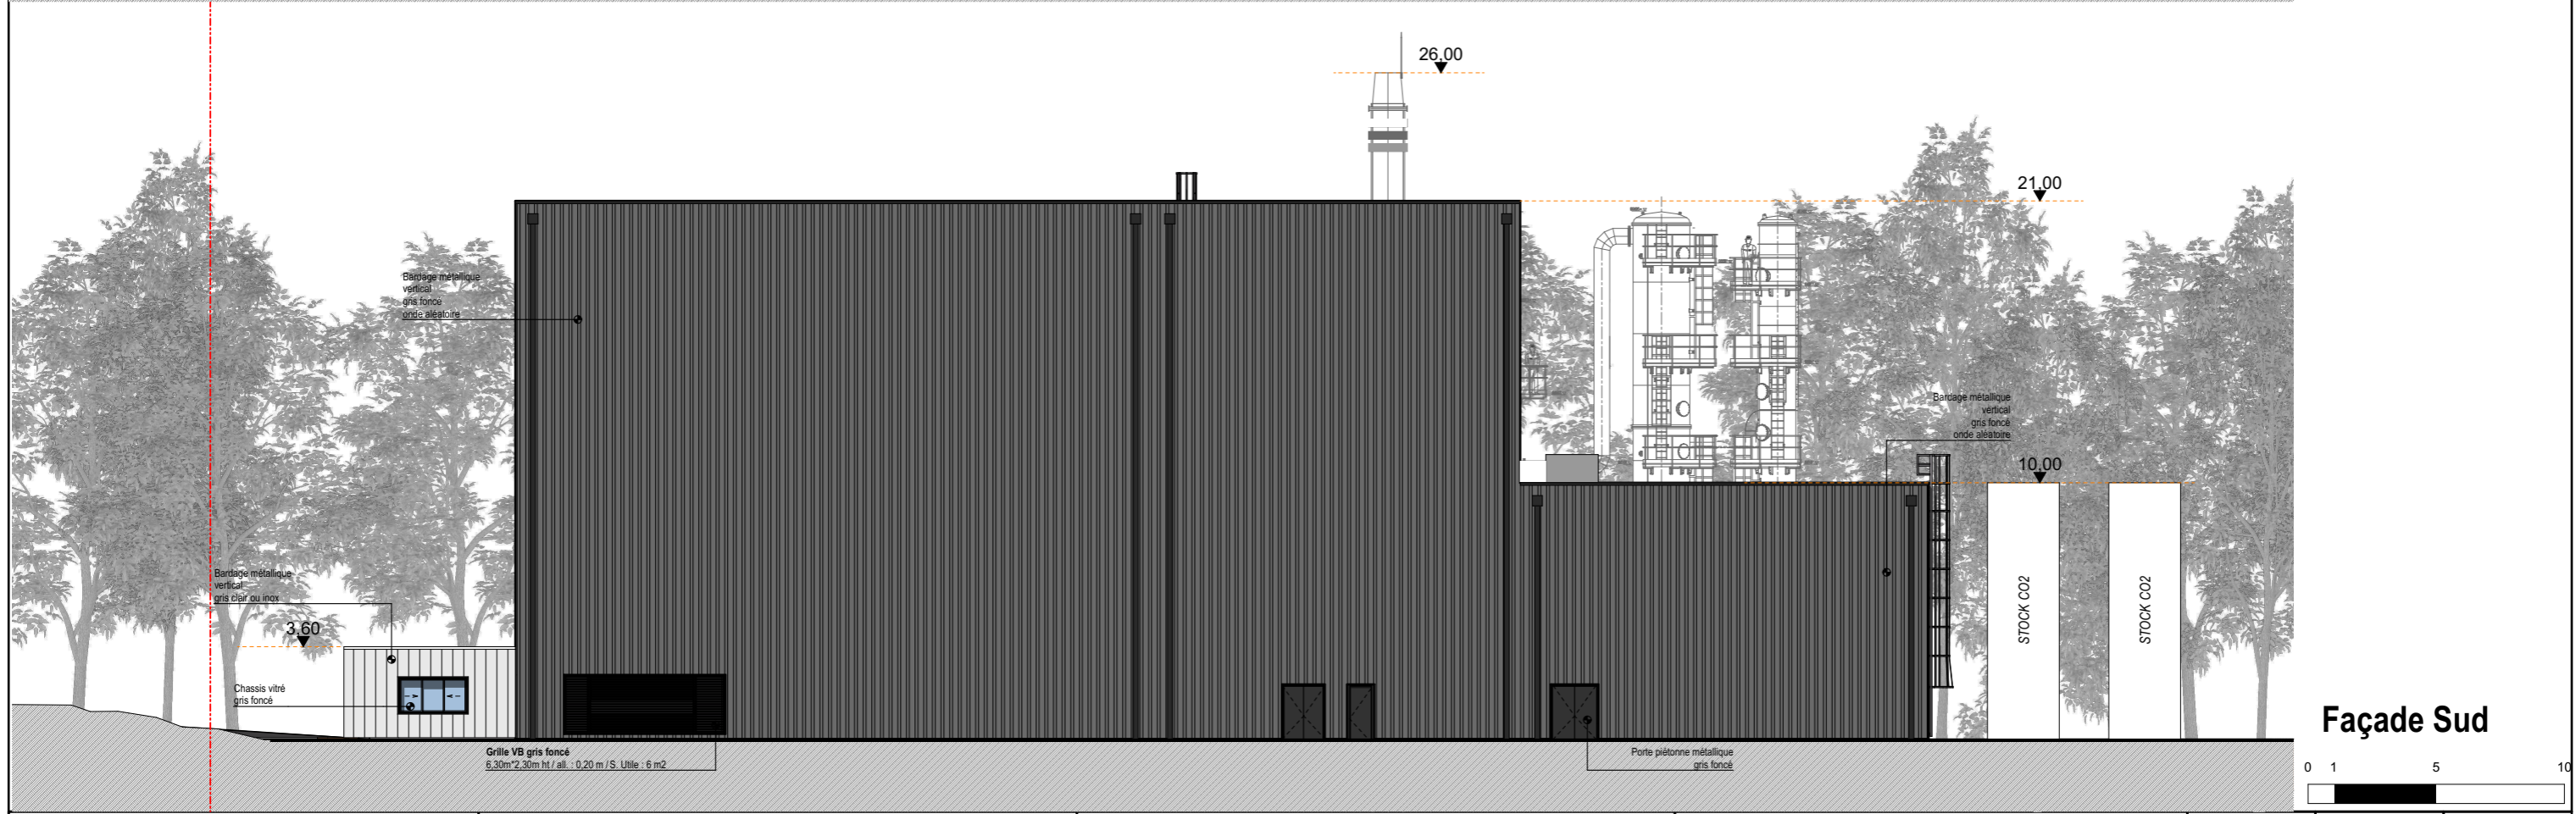 26,00
21,00
Bardage métallique
vertical
gris foncé
onde aléatoire
Bardage métallique
vertical
gris foncé
onde aléatoire
10,00
Bardage métallique
vertical
gris clair ou inox
3,60
STOCK CO2
STOCK CO2
Chassis vitré
gris foncé
Façade Sud
Grille VB gris foncé
6,30m*2,30m ht / all. : 0,20 m / S. Utile : 6 m2
Porte piètonne métallique
gris foncé
0 1 5 10